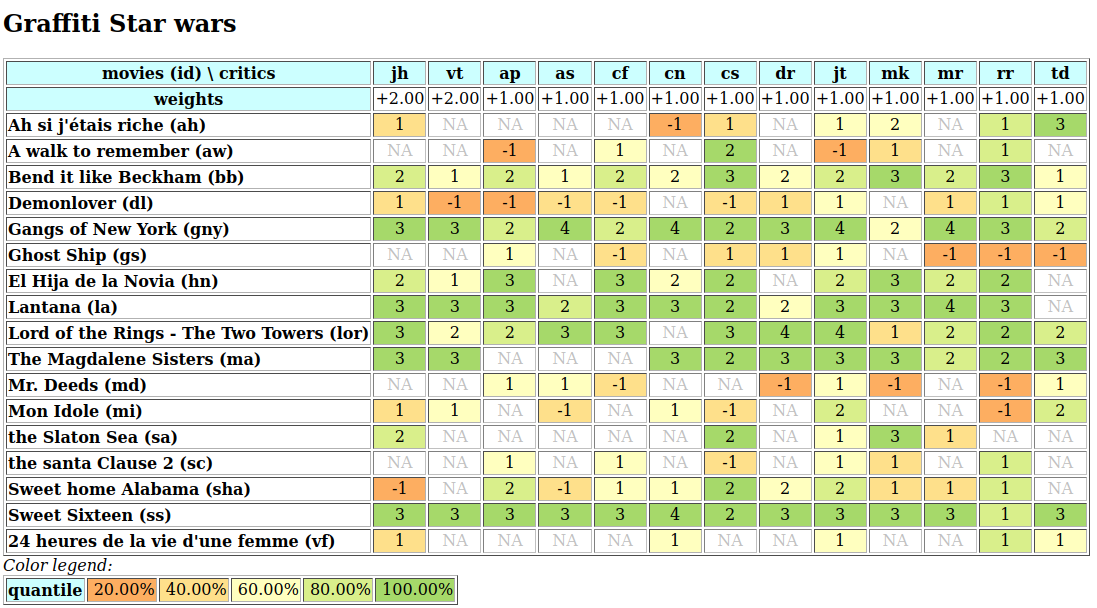 Graffiti Star wars
movies (id) \ critics jh vt ap as cf cn cs dr jt mk mr rr td
weights +2.00 +2.00 +1.00 +1.00 +1.00 +1.00 +1.00 +1.00 +1.00 +1.00 +1.00 +1.00 +1.00
Ah si j'étais riche (ah) 1 NA NA NA NA -1 1 NA 1 2 NA 1 3
A walk to remember (aw) NA NA -1 NA 1 NA 2 NA -1 1 NA 1 NA
Bend it like Beckham (bb) 2 1 2 1 2 2 3 2 2 3 2 3 1
Demonlover (dl) 1 -1 -1 -1 -1 NA -1 1 1 NA 1 1 1
Gangs of New York (gny) 3 3 2 4 2 4 2 3 4 2 4 3 2
Ghost Ship (gs) NA NA 1 NA -1 NA 1 1 1 NA -1 -1 -1
El Hija de la Novia (hn) 2 1 3 NA 3 2 2 NA 2 3 2 2 NA
Lantana (la) 3 3 3 2 3 3 2 2 3 3 4 3 NA
Lord of the Rings - The Two Towers (lor) 3 2 2 3 3 NA 3 4 4 1 2 2 2
The Magdalene Sisters (ma) 3 3 NA NA NA 3 2 3 3 3 2 2 3
Mr. Deeds (md) NA NA 1 1 -1 NA NA -1 1 -1 NA -1 1
Mon Idole (mi) 1 1 NA -1 NA 1 -1 NA 2 NA NA -1 2
the Slaton Sea (sa) 2 NA NA NA NA NA 2 NA 1 3 1 NA NA
the santa Clause 2 (sc) NA NA 1 NA 1 NA -1 NA 1 1 NA 1 NA
Sweet home Alabama (sha) -1 NA 2 -1 1 1 2 2 2 1 1 1 NA
Sweet Sixteen (ss) 3 3 3 3 3 4 2 3 3 3 3 1 3
24 heures de la vie d'une femme (vf) 1 NA NA NA NA 1 NA NA 1 NA NA 1 1
Color legend:
quantile 20.00% 40.00% 60.00% 80.00% 100.00%